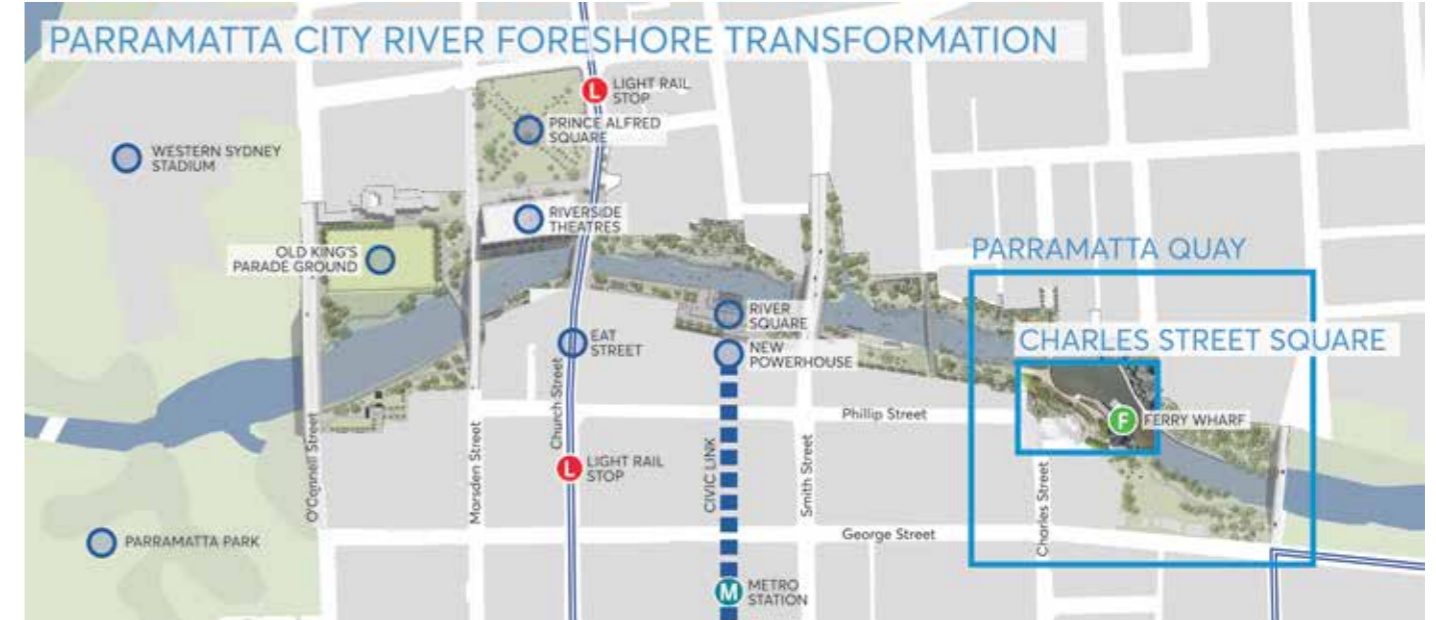 PARRAMATTA CITY RIVER FORESHORE TRANSFORMATION
L
LIGHT RAIL
STOP
PRINCE ALFRED
SQUARE
WESTERN SYDNEY
STADIUM
RIVERSIDE
THEATRES
OLD KING'S
PARADE GROUND
PARRAMATTA QUAY
RIVER
SQUARE
EAT
STREET
NEW
POWERHOUSE
CHARLES STREET SQUARE
F
FERRY WHARF
Phillip Street
Church Street
O'Connell Street
Marsden Street
L
LIGHT RAIL
STOP
CIVIC LINK
Smith Street
Charles Street
George Street
PARRAMATTA PARK
M
METRO
STATION